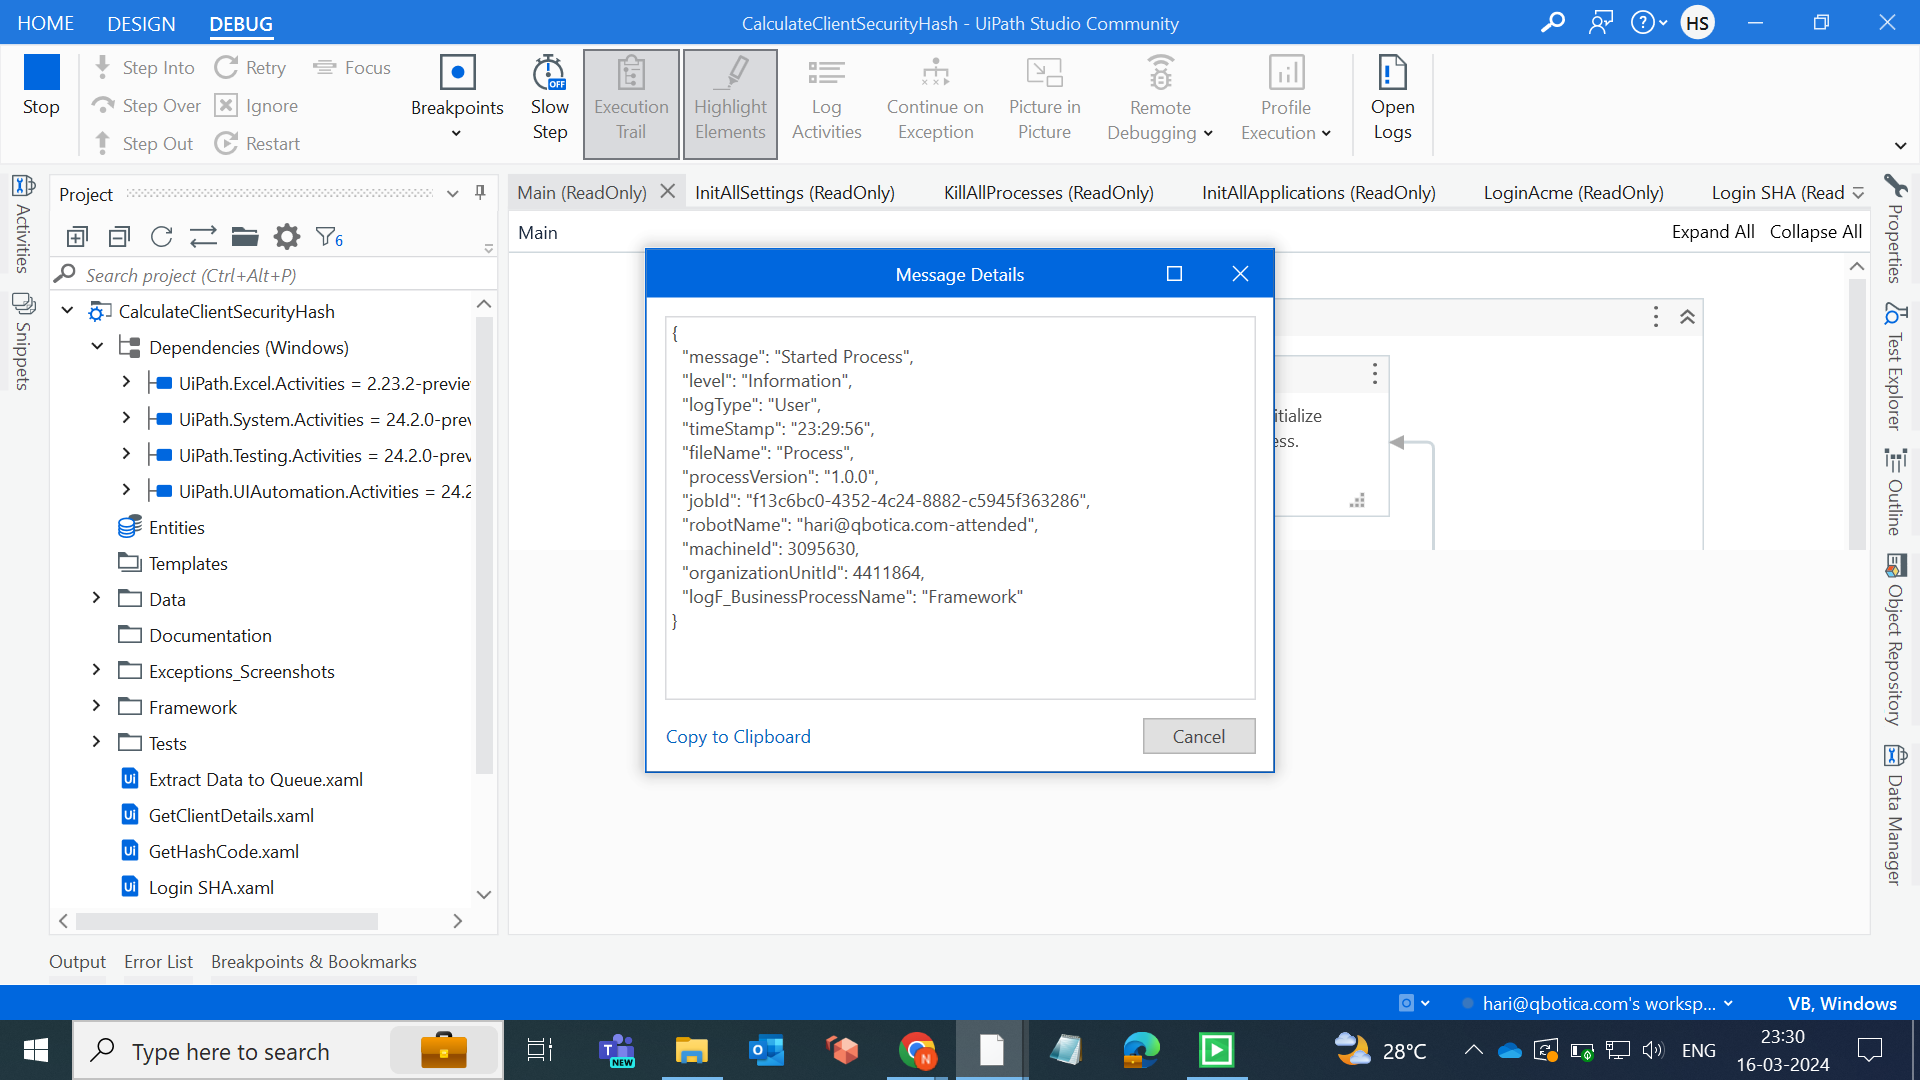 HOME DESIGN DEBUG
CalculateClientSecurityHash - UiPath Studio Community
HS
Stop
Step Into
Step Over
Step Out
Retry
Ignore
Restart
Focus
Breakpoints
OFF
Slow
Step
Execution
Trail
Highlight
Elements
Log
Activities
Continue on
Exception
Picture in
Picture
Remote
Debugging
Profile
Execution
Open
Logs
Activities
Snippets
Project
6
Search project (Ctrl+Alt+P)
CalculateClientSecurityHash
Dependencies (Windows)
UiPath.Excel.Activities = 2.23.2-previe
UiPath.System.Activities = 24.2.0-prev
UiPath.Testing.Activities = 24.2.0-prev
UiPath.UIAutomation.Activities = 24.2
Entities
Templates
Data
Documentation
Exceptions_Screenshots
Framework
Tests
Extract Data to Queue.xaml
GetClientDetails.xaml
GetHashCode.xaml
Login SHA.xaml
Main (ReadOnly)
InitAllSettings (ReadOnly)
KillAllProcesses (ReadOnly)
InitAllApplications (ReadOnly)
LoginAcme (ReadOnly)
Login SHA (Read
Main
Expand All Collapse All
itialize
ess.
Message Details
{
"message": "Started Process",
"level": "Information",
"logType": "User",
"timeStamp": "23:29:56",
"fileName": "Process",
"processVersion": "1.0.0",
"jobId": "f13c6bc0-4352-4c24-8882-c5945f363286",
"robotName": "hari@qbotica.com-attended",
"machineId": 3095630,
"organizationUnitId": 4411864,
"logF_BusinessProcessName": "Framework"
}
Copy to Clipboard
Cancel
Properties
Test Explorer
Outline
Object Repository
Data Manager
Output Error List Breakpoints & Bookmarks
hari@qbotica.com's worksp...
VB, Windows
Type here to search
NEW
N
28°C
ENG
23:30
16-03-2024